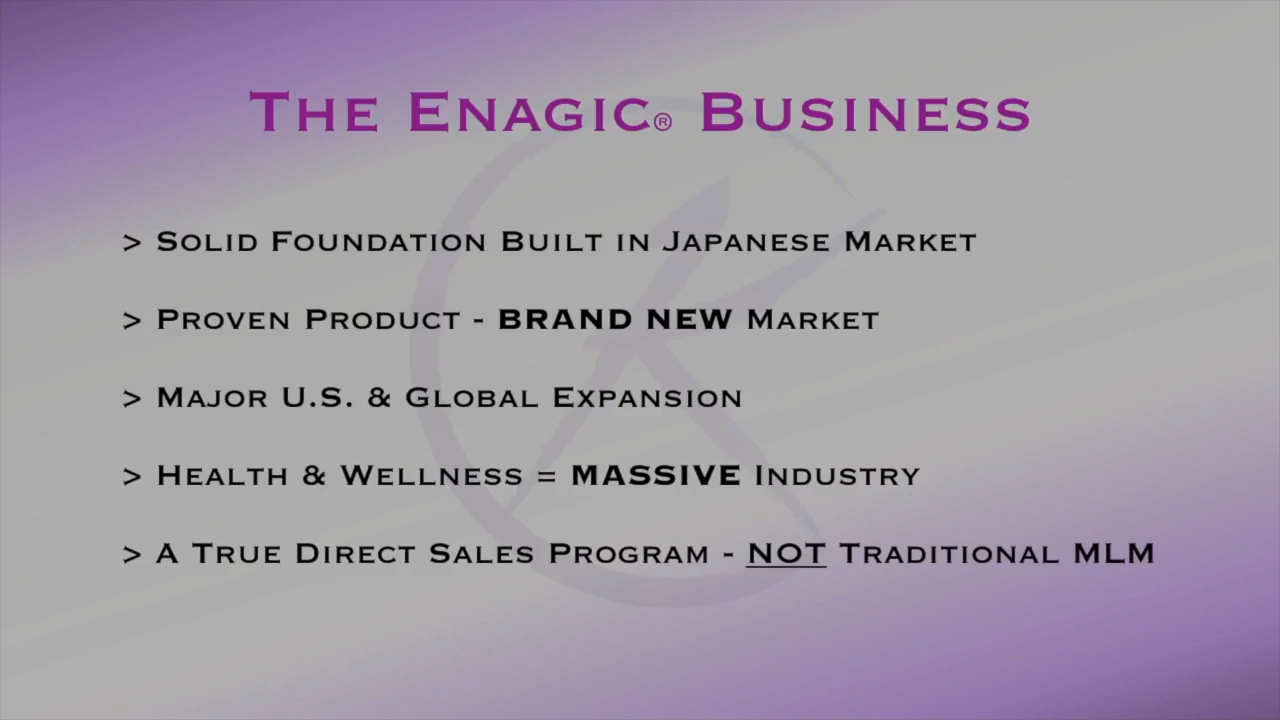 The Enagic® Business
> Solid Foundation Built in Japanese Market
> Proven Product - BRAND NEW Market
> Major U.S. & Global Expansion
> Health & Wellness = MASSIVE Industry
> A True Direct Sales Program - NOT Traditional MLM